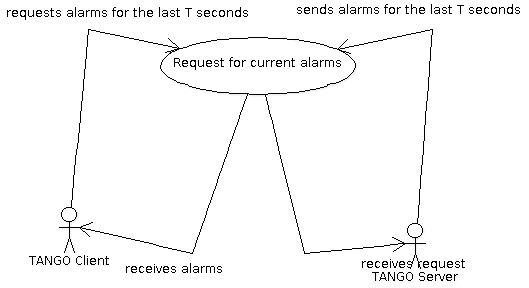 requests alarms for the last T seconds
sends alarms for the last T seconds
Request for current alarms
TANGO Client
receives alarms
receives request
TANGO Server